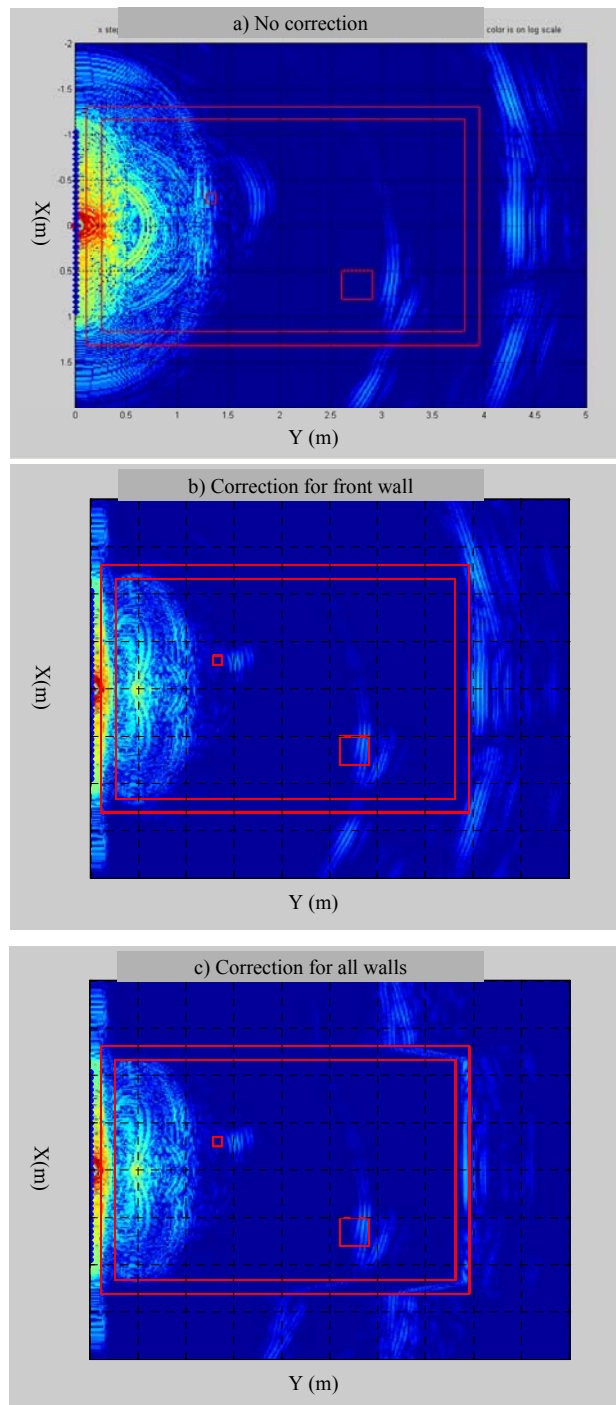 a) No correction
x step
color is on log scale
-2
-1.5
-1
-0.5
0
0.5
1
1.5
X(m)
0 0.5 1 1.5 2 2.5 3 3.5 4 4.5 5
Y (m)
b) Correction for front wall
X(m)
Y (m)
c) Correction for all walls
X(m)
Y (m)